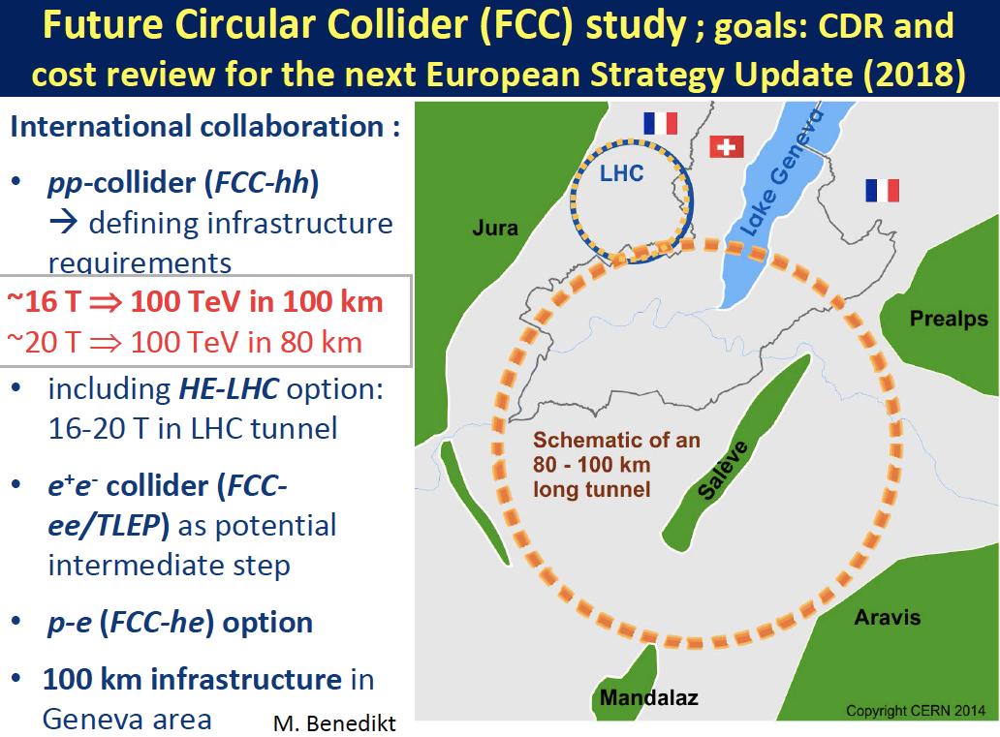 Future Circular Collider (FCC) study ; goals: CDR and
cost review for the next European Strategy Update (2018)
International collaboration :
• pp-collider (FCC-hh)
→ defining infrastructure
requirements
~16 T ⇒ 100 TeV in 100 km
~20 T ⇒ 100 TeV in 80 km
• including HE-LHC option:
16-20 T in LHC tunnel
• e+e- collider (FCC-
ee/TLEP) as potential
intermediate step
• p-e (FCC-he) option
• 100 km infrastructure in
Geneva area
M. Benedikt
LHC
Lake Geneva
Jura
Prealps
Schematic of an
80 - 100 km
long tunnel
Salève
Aravis
Mandalaz
Copyright CERN 2014